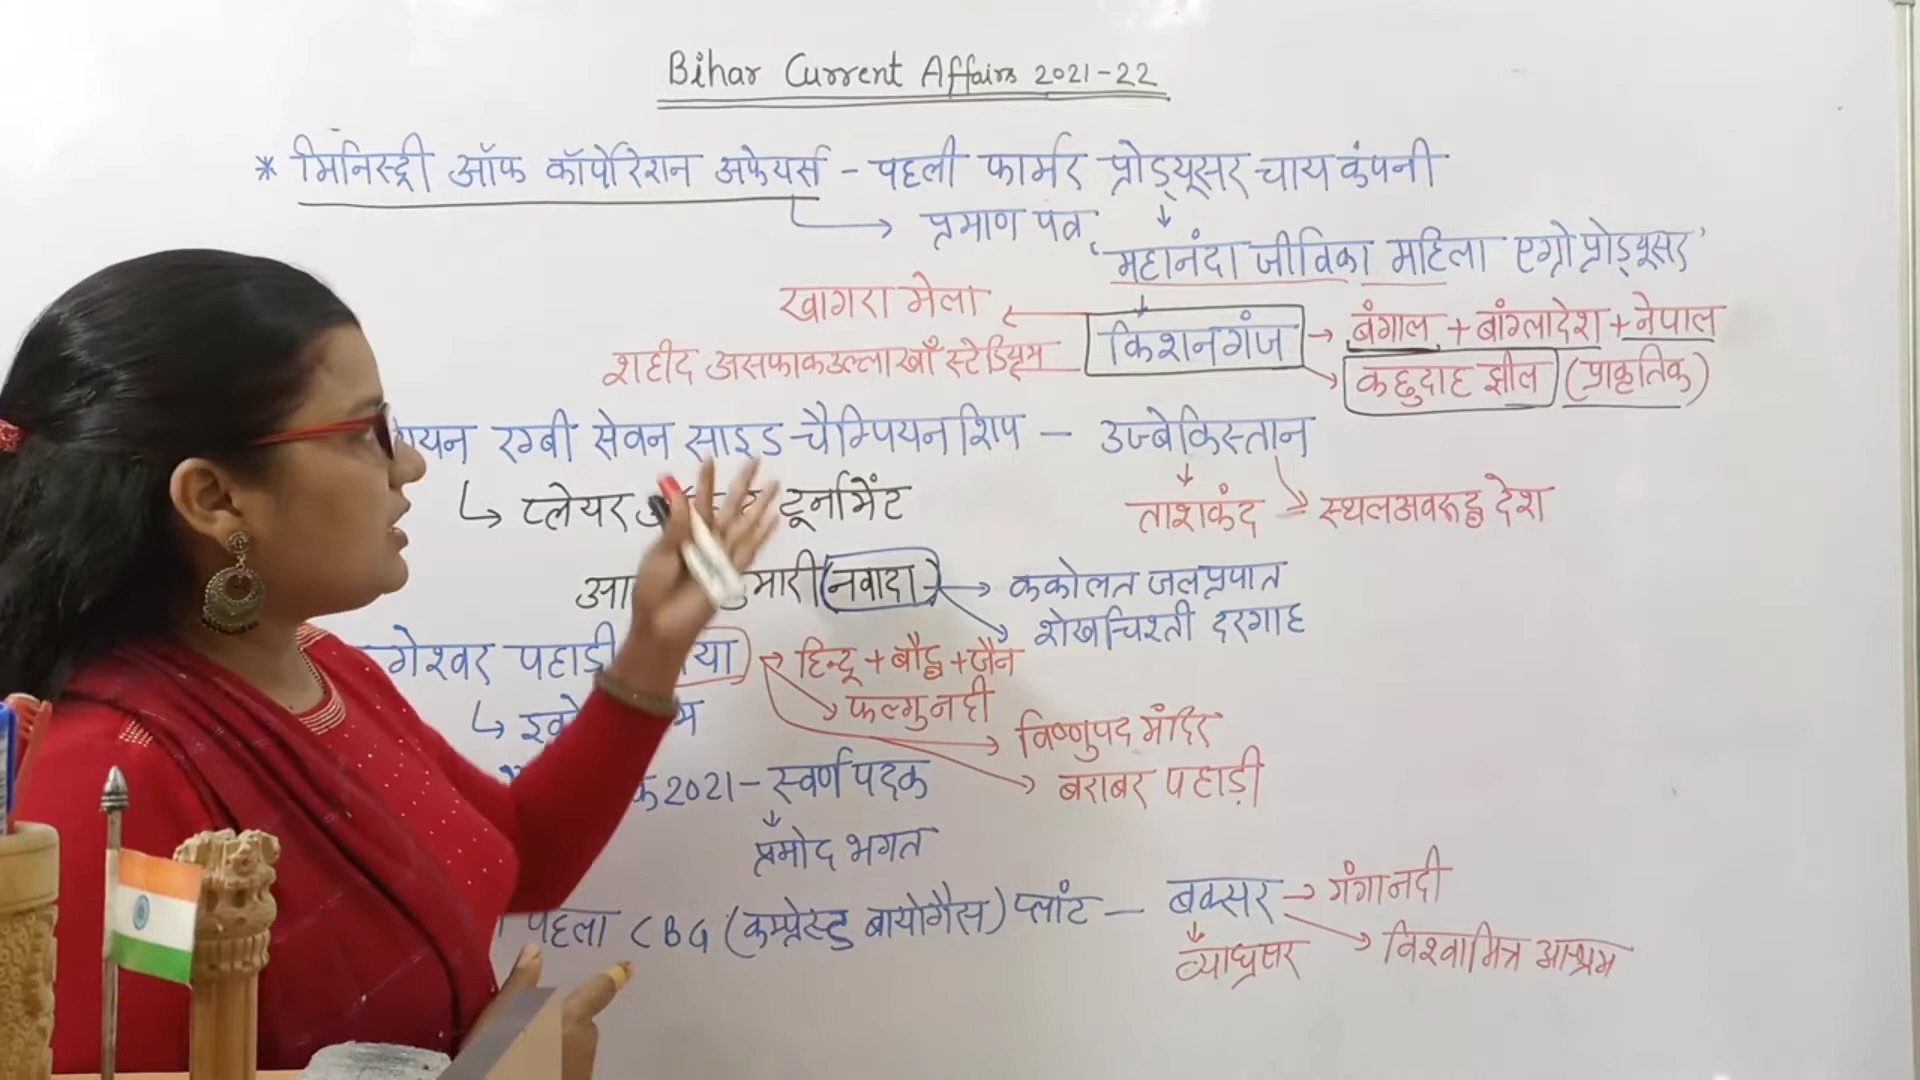 Bihar Current Affairs 2021-22
* मिनिस्ट्री ऑफ कॉर्पोरेशन अफेयर्स - पहली फार्मर प्रोड्यूसर चाय कंपनी
प्रमाण पत्र
'महानंदा जीविका महिला एग्रो प्रोड्यूसर'
खागरा मेला
किशनगंज → बंगाल + बांग्लादेश + नेपाल
शहीद असफाकउल्ला खाँ स्टेडियम
कछुदाह झील (प्राकृतिक)
रग्बी सेवन साइड चैम्पियनशिप - उज्बेकिस्तान
प्लेयर टूर्नामेंट
ताशकंद
स्थलअवरूद्ध देश
(नवादा) → ककोलत जलप्रपात
शेखचिश्ती दरगाह
पहाड़ी → हिन्दू + बौद्ध + जैन
फल्गु नदी
विष्णुपद मंदिर
2021 - स्वर्ण पदक
बराबर पहाड़ी
प्रमोद भगत
पहला CBG (कम्प्रेस्ड बायोगैस) प्लांट - बक्सर → गंगा नदी
व्याघ्रसर
विश्वामित्र आश्रम